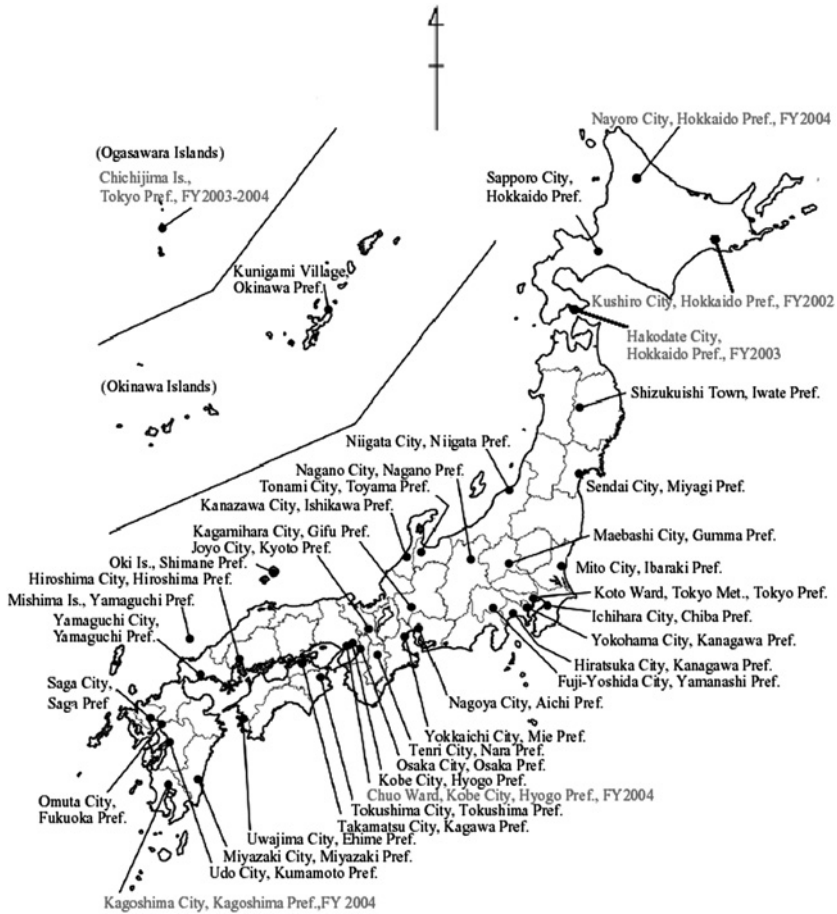 Nayoro City, Hokkaido Pref., FY2004
(Ogasawara Islands)
Chichijima Is.,
Tokyo Pref., FY2003-2004
Sapporo City,
Hokkaido Pref.
Kunigami Village,
Okinawa Pref.
Kushiro City, Hokkaido Pref., FY2002
Hakodate City,
Hokkaido Pref., FY2003
(Okinawa Islands)
Shizukuishi Town, Iwate Pref.
Niigata City, Niigata Pref.
Nagano City, Nagano Pref.
Tonami City, Toyama Pref.
Kanazawa City, Ishikawa Pref.
Sendai City, Miyagi Pref.
Kagamihara City, Gifu Pref.
Joyo City, Kyoto Pref.
Oki Is., Shimane Pref.
Hiroshima City, Hiroshima Pref.
Mishima Is., Yamaguchi Pref.
Yamaguchi City,
Yamaguchi Pref.
Saga City,
Saga Pref
Maebashi City, Gumma Pref.
Mito City, Ibaraki Pref.
Koto Ward, Tokyo Met., Tokyo Pref.
Ichihara City, Chiba Pref.
Yokohama City, Kanagawa Pref.
Hiratsuka City, Kanagawa Pref.
Fuji-Yoshida City, Yamanashi Pref.
Nagoya City, Aichi Pref.
Yokkaichi City, Mie Pref.
Tenri City, Nara Pref.
Osaka City, Osaka Pref.
Kobe City, Hyogo Pref.
Chuo Ward, Kobe City, Hyogo Pref., FY2004
Tokushima City, Tokushima Pref.
Takamatsu City, Kagawa Pref.
Omuta City,
Fukuoka Pref.
Uwajima City, Ehime Pref.
Miyazaki City, Miyazaki Pref.
Udo City, Kumamoto Pref.
Kagoshima City, Kagoshima Pref.,FY 2004